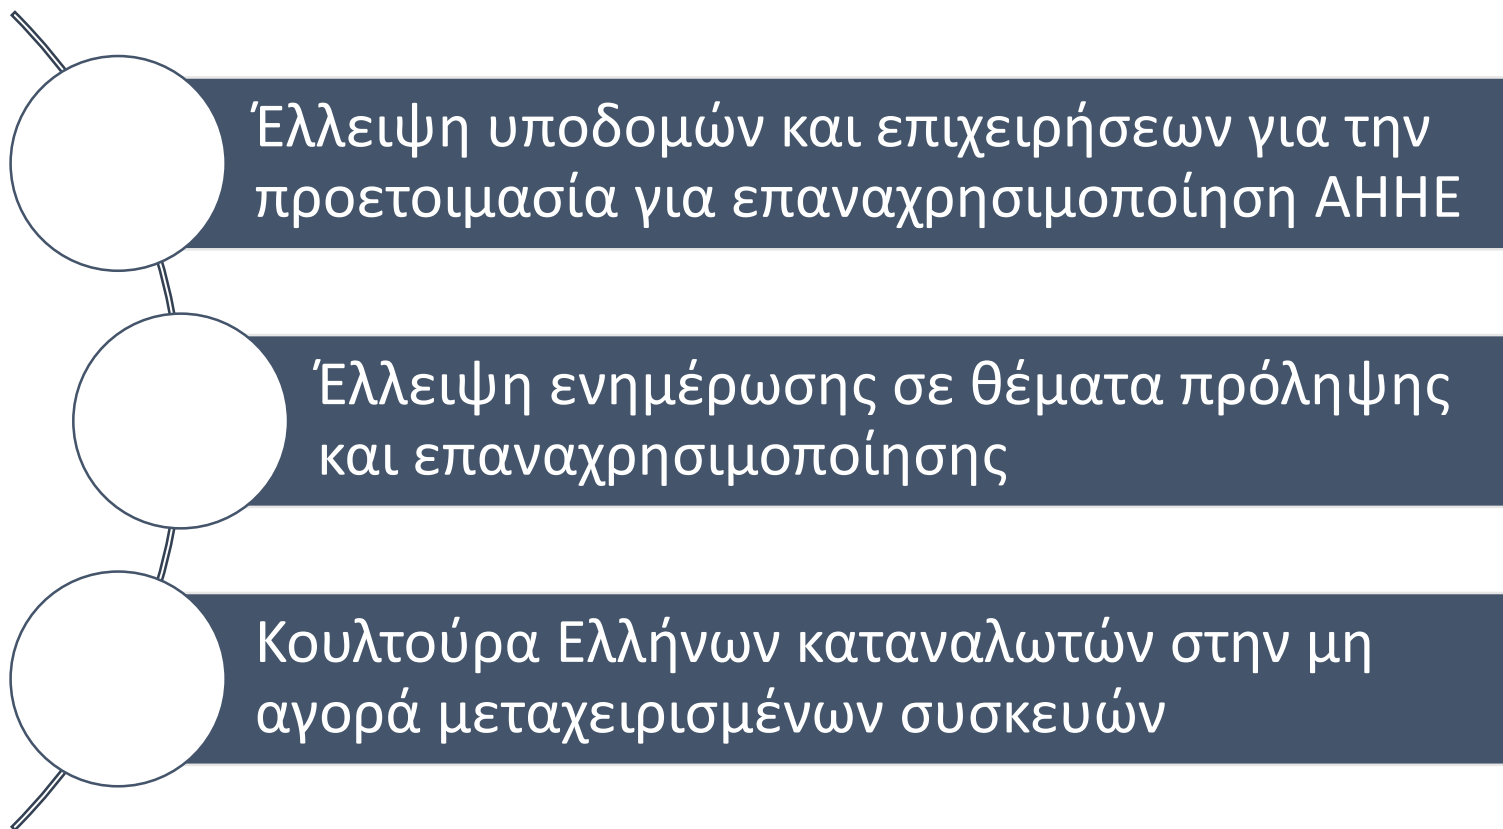 Έλλειψη υποδομών και επιχειρήσεων για την
προετοιμασία για επαναχρησιμοποίηση ΑΗΗΕ
Έλλειψη ενημέρωσης σε θέματα πρόληψης
και επαναχρησιμοποίησης
Κουλτούρα Ελλήνων καταναλωτών στην μη
αγορά μεταχειρισμένων συσκευών